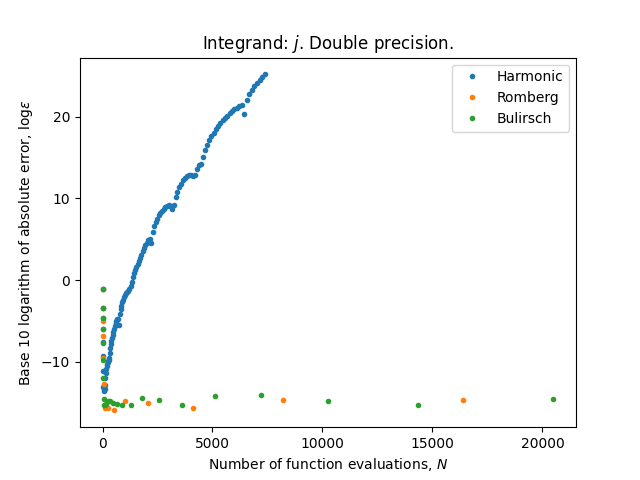 Integrand: j. Double precision.
Harmonic
Romberg
Bulirsch
Base 10 logarithm of absolute error, logε
20
10
0
−10
0
5000
10000
15000
20000
Number of function evaluations, N